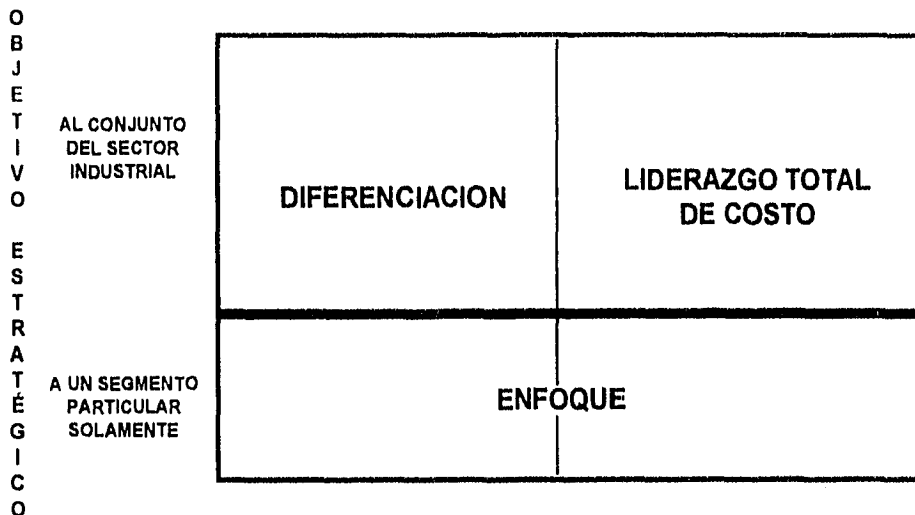 OBJETIVO ESTRATÉGICO
AL CONJUNTO
DEL SECTOR
INDUSTRIAL
DIFERENCIACION
LIDERAZGO TOTAL
DE COSTO
A UN SEGMENTO
PARTICULAR
SOLAMENTE
ENFOQUE